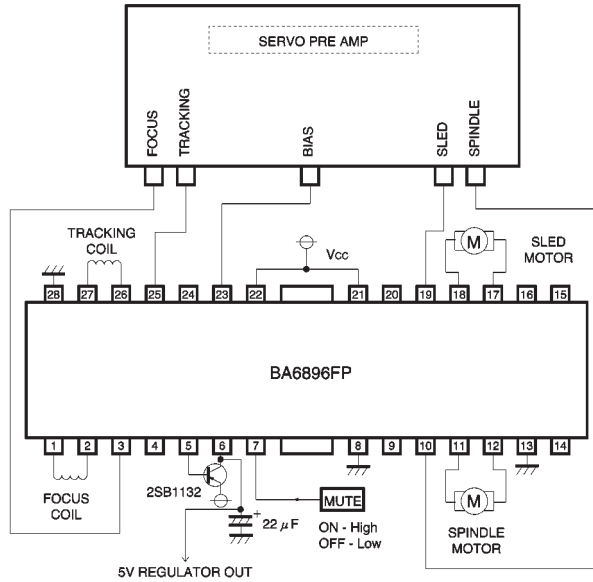 SERVO PRE AMP
FOCUS
TRACKING
BIAS
SLED
SPINDLE
TRACKING
COIL
Vcc
M
SLED
MOTOR
28 27 26 25 24 23 22 21 20 19 18 17 16 15
BA6896FP
1 2 3 4 5 6 7 8 9 10 11 12 13 14
FOCUS
COIL
2SB1132
+
22 μF
MUTE
ON - High
OFF - Low
M
SPINDLE
MOTOR
5V REGULATOR OUT